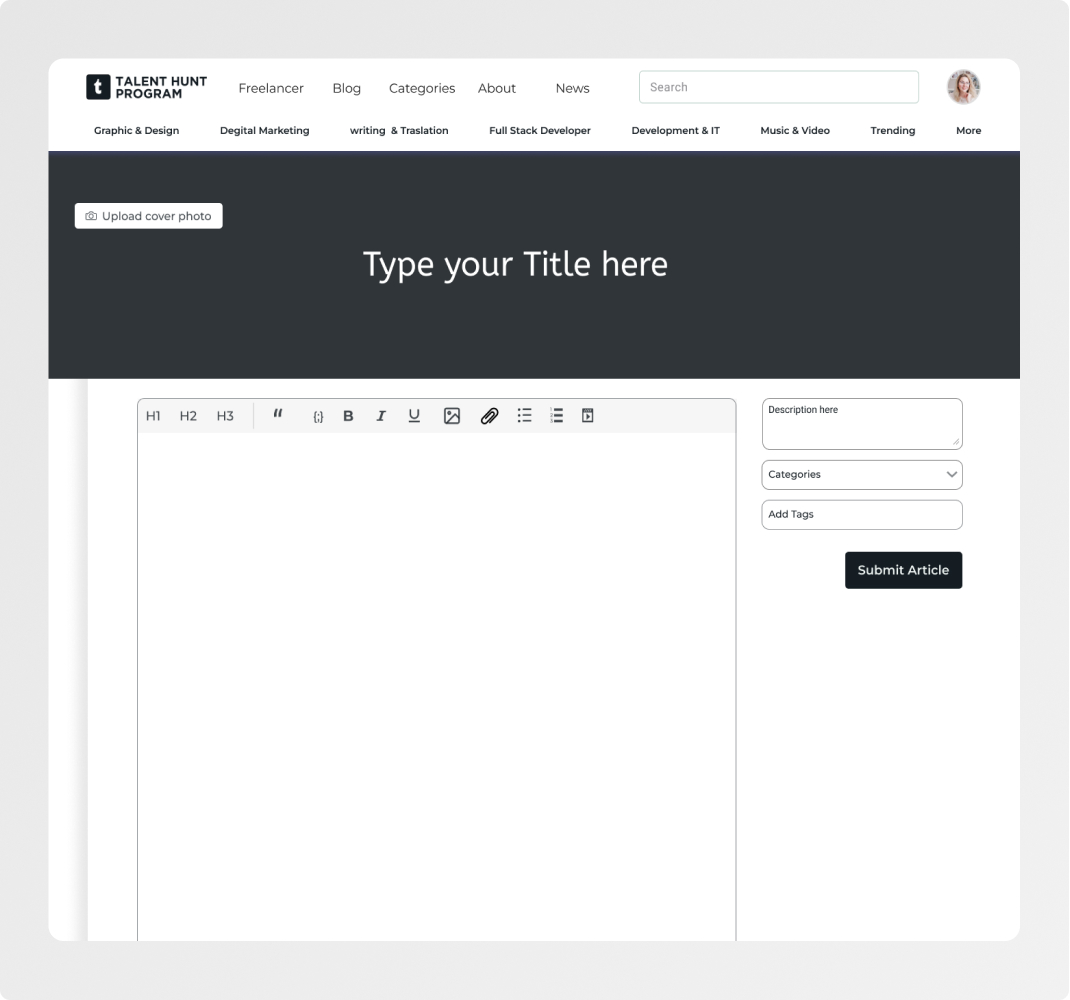 t TALENT HUNT
PROGRAM
Freelancer Blog Categories About News Search
Graphic & Design Degital Marketing writing & Traslation Full Stack Developer Development & IT Music & Video Trending More
Upload cover photo
Type your Title here
H1 H2 H3 “ {;} B I U
Description here
Categories
Add Tags
Submit Article